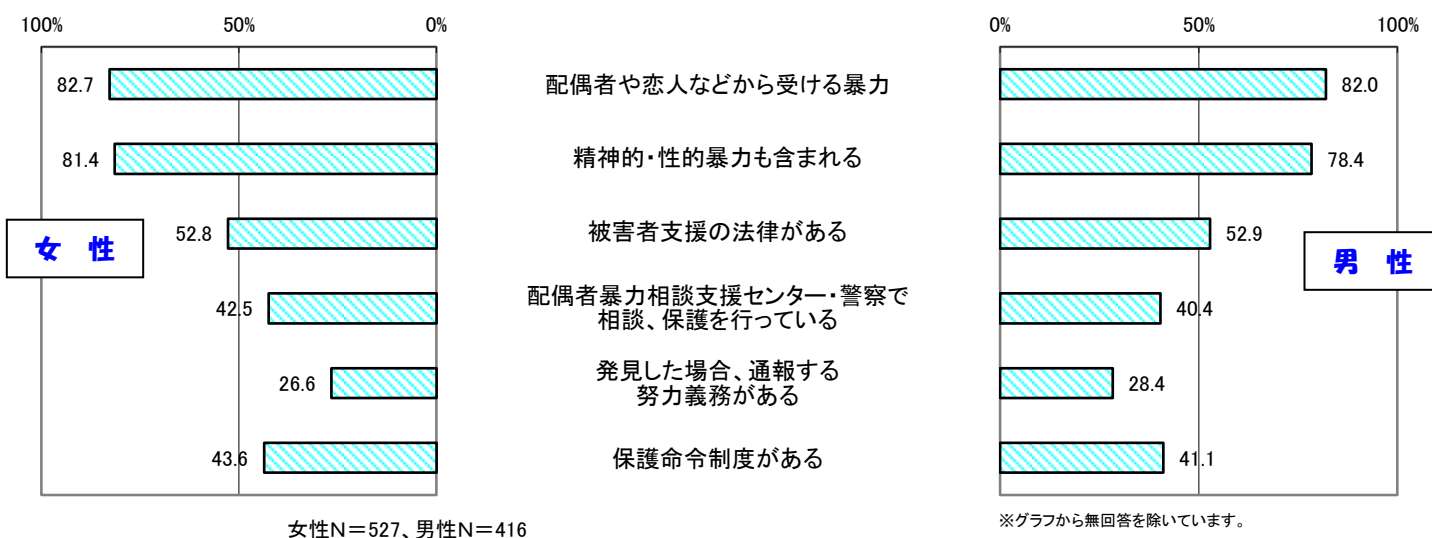 100% 50% 0% 0% 50% 100%
82.7 配偶者や恋人などから受ける暴力 82.0
81.4 精神的・性的暴力も含まれる 78.4
52.8 被害者支援の法律がある 52.9
女 性
男 性
配偶者暴力相談支援センター・警察で
42.5 相談、保護を行っている 40.4
発見した場合、通報する
26.6 努力義務がある 28.4
43.6 保護命令制度がある 41.1
女性N=527、男性N=416
※グラフから無回答を除いています。